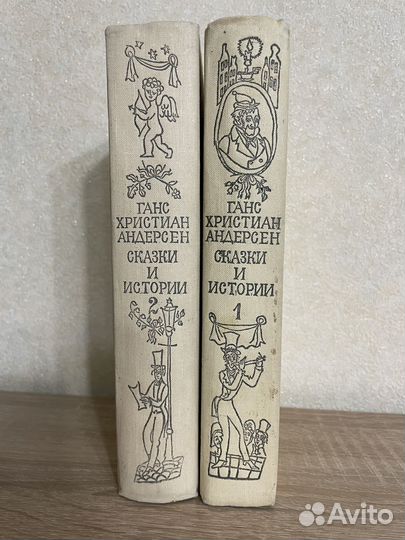 ГАНС
ХРИСТИАН
АНДЕРСЕН
СКАЗКИ
И
ИСТОРИИ
2
ГАНС
ХРИСТИАН
АНДЕРСЕН
СКАЗКИ
И
ИСТОРИИ
1
Avito